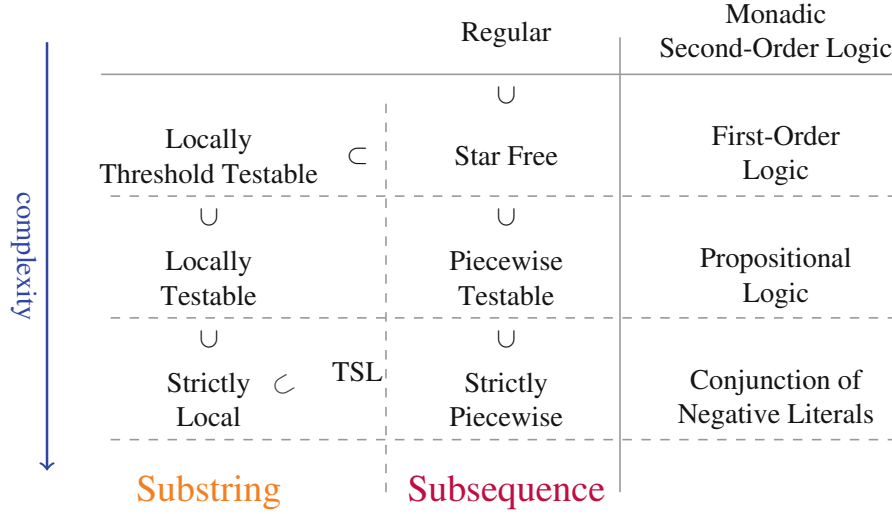 Regular
Monadic
Second-Order Logic
∪
Locally
Threshold Testable
⊂
Star Free
First-Order
Logic
∪
∪
Locally
Testable
Piecewise
Testable
Propositional
Logic
∪
∪
Strictly
Local
⊂
TSL
Strictly
Piecewise
Conjunction of
Negative Literals
complexity
Substring
Subsequence